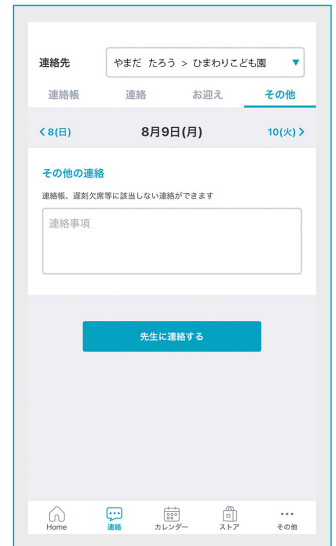 連絡先 やまだ たろう > ひまわりこども園 ▼
連絡帳 連絡 お迎え その他
< 8(日) 8月9日(月) 10(火) >
その他の連絡
連絡帳、遅刻欠席等に該当しない連絡ができます
連絡事項
先生に連絡する
Home 連絡 カレンダー ストア その他